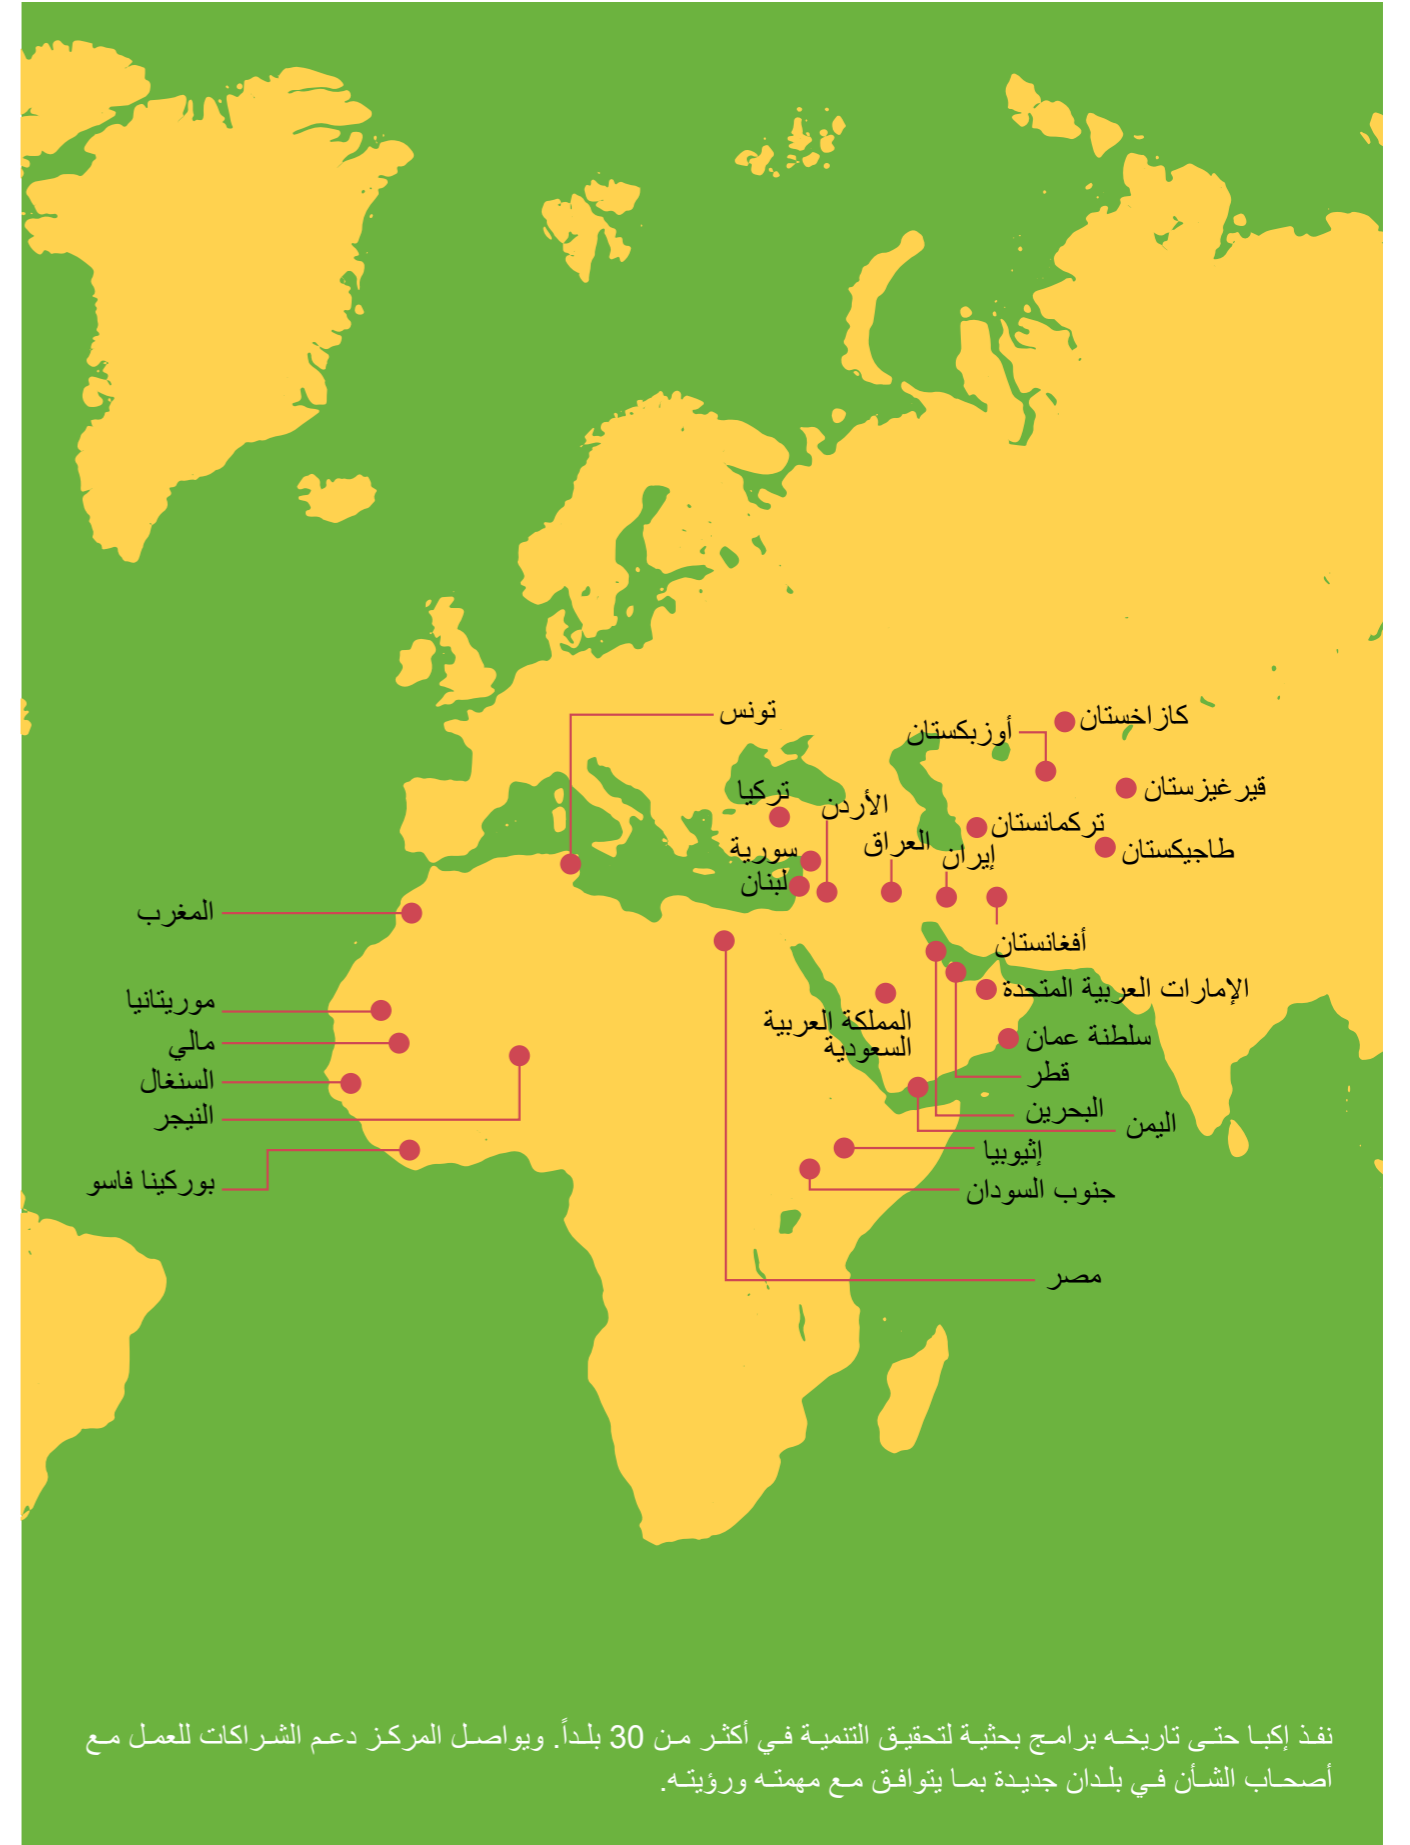 تونس
كازاخستان
أوزبكستان
قيرغيزستان
تركيا
الأردن
تركمانستان
العراق
سورية
إيران
طاجيكستان
لبنان
المغرب
أفغانستان
الإمارات العربية المتحدة
موريتانيا
المملكة العربية
السعودية
سلطنة عمان
مالي
قطر
السنغال
البحرين
النيجر
اليمن
إثيوبيا
بوركينا فاسو
جنوب السودان
مصر
نفذ إكبا حتى تاريخه برامج بحثية لتحقيق التنمية في أكثر من 30 بلداً. ويواصل المركز دعم الشراكات للعمل مع
أصحاب الشأن في بلدان جديدة بما يتوافق مع مهمته ورؤيته.